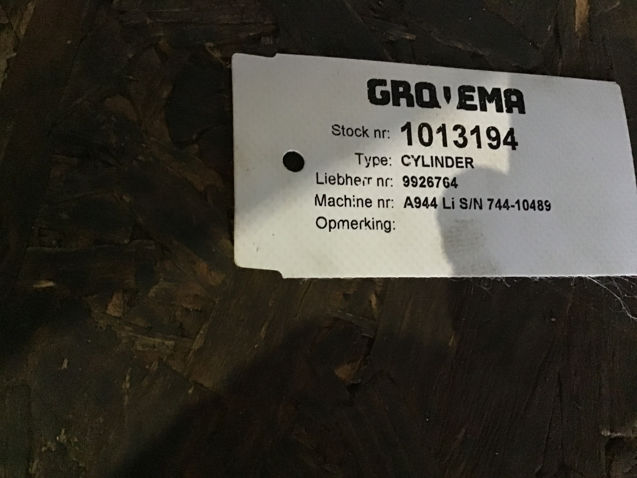 GROVEMA
Stock nr: 1013194
Type: CYLINDER
Liebherr nr: 9926764
Machine nr: A944 Li S/N 744-10489
Opmerking: